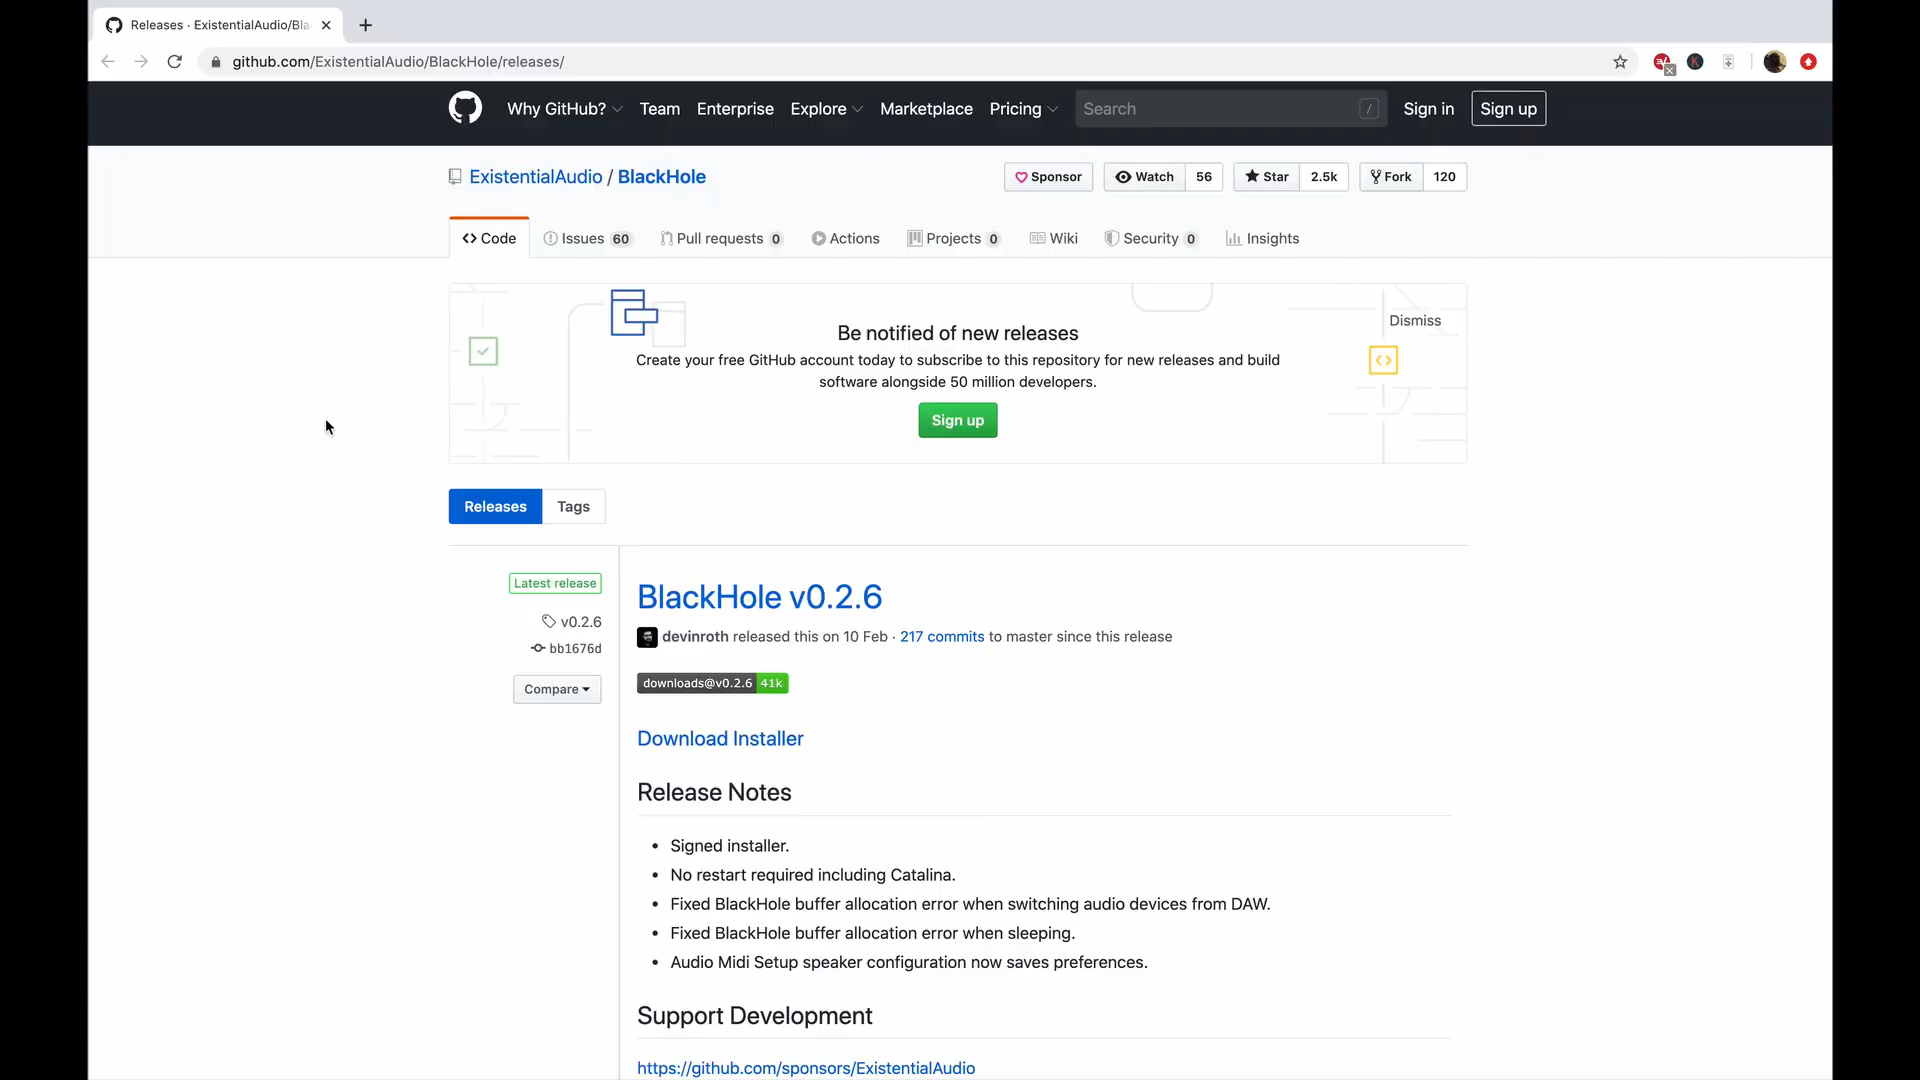 Releases · ExistentialAudio/Bla
github.com/ExistentialAudio/BlackHole/releases/
Why GitHub? Team Enterprise Explore Marketplace Pricing Search / Sign in Sign up
ExistentialAudio / BlackHole
Sponsor Watch 56 Star 2.5k Fork 120
Code Issues 60 Pull requests 0 Actions Projects 0 Wiki Security 0 Insights
Dismiss
Be notified of new releases
Create your free GitHub account today to subscribe to this repository for new releases and build
software alongside 50 million developers.
Sign up
Releases Tags
Latest release
v0.2.6
bb1676d
Compare
BlackHole v0.2.6
devinroth released this on 10 Feb · 217 commits to master since this release
downloads@v0.2.6 41k
Download Installer
Release Notes
• Signed installer.
• No restart required including Catalina.
• Fixed BlackHole buffer allocation error when switching audio devices from DAW.
• Fixed BlackHole buffer allocation error when sleeping.
• Audio Midi Setup speaker configuration now saves preferences.
Support Development
https://github.com/sponsors/ExistentialAudio